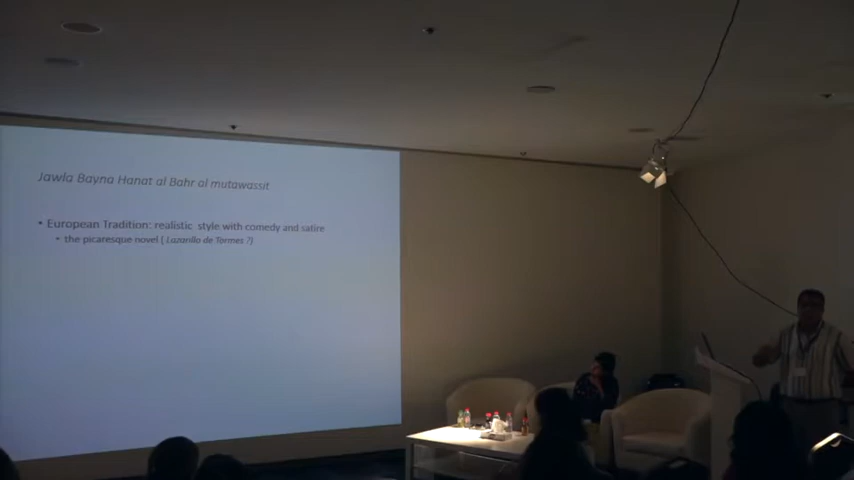 Jawla Bayna Hanat al Bahr al mutawassit
• European Tradition: realistic style with comedy and satire
• the picaresque novel ( Lazarillo de Tormes ?)